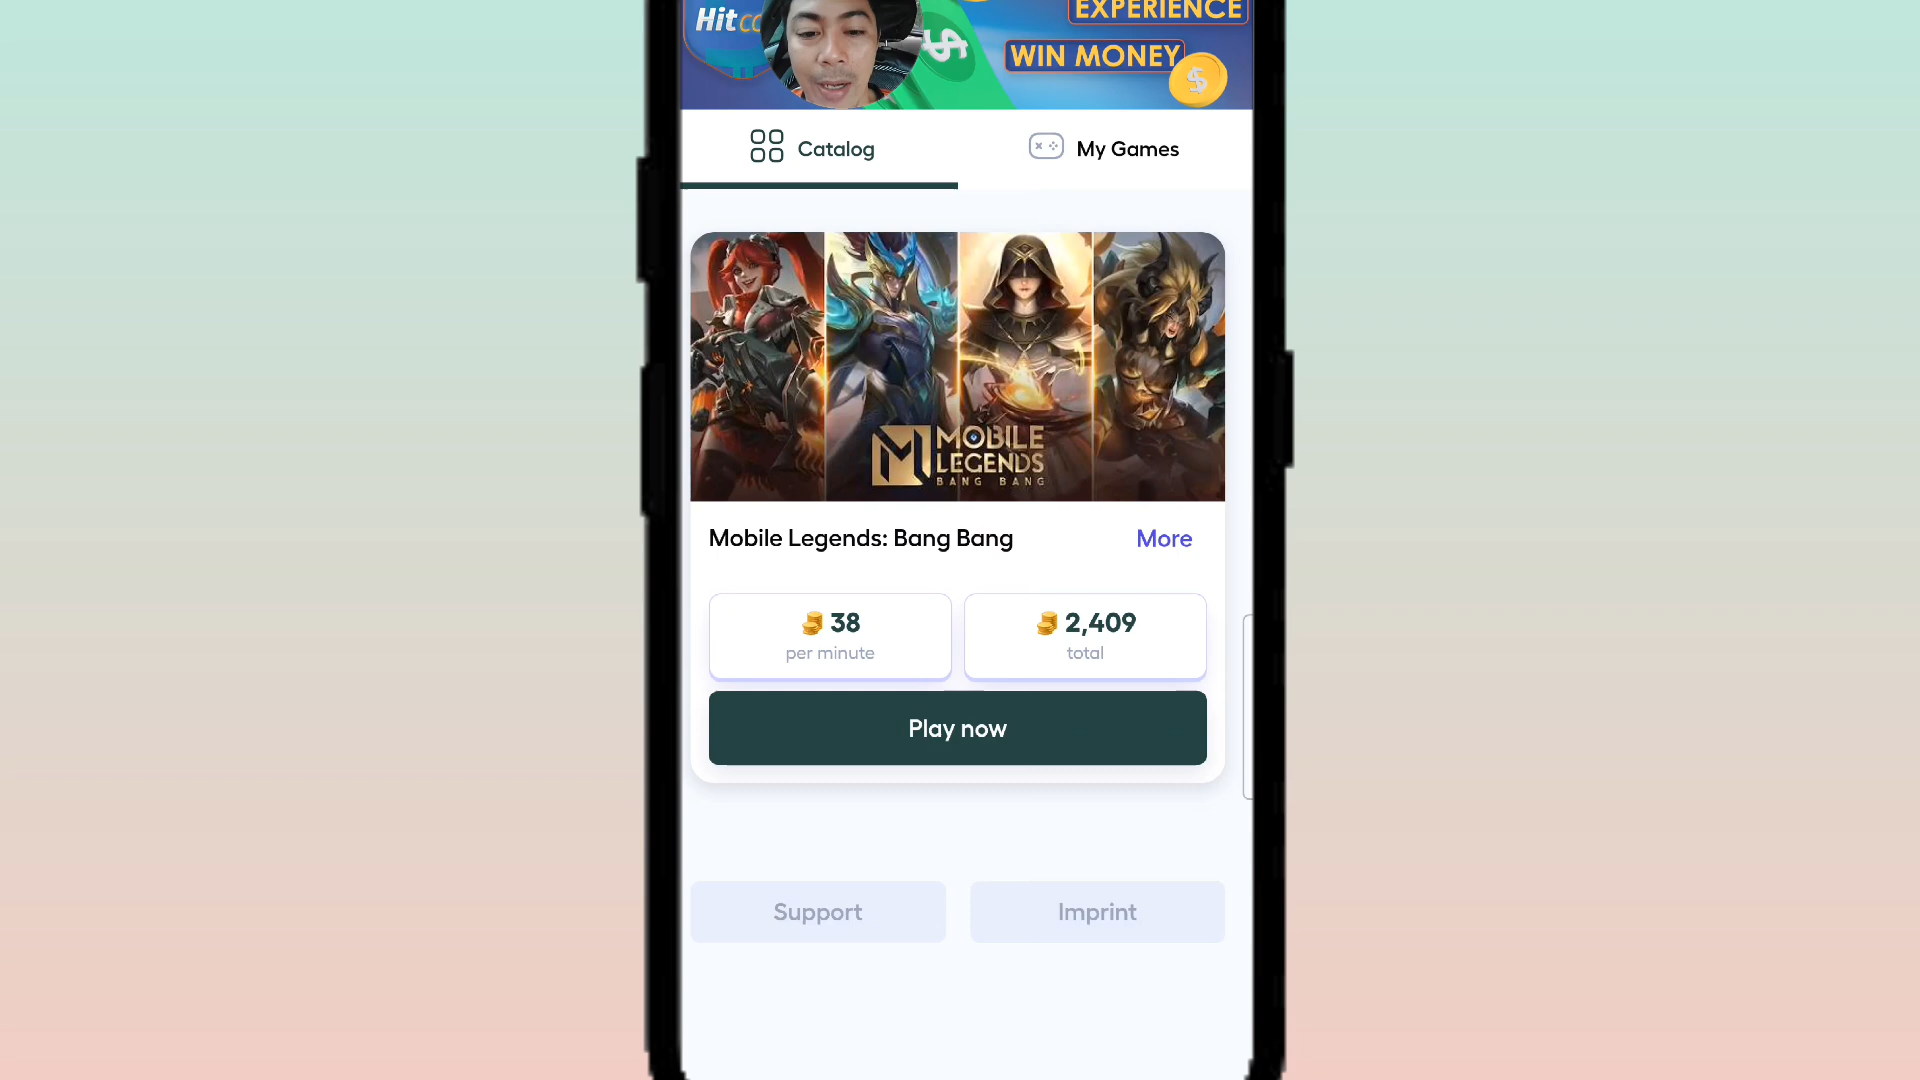 Hit
EXPERIENCE
WIN MONEY
$
$
Catalog
My Games
MOBILE
LEGENDS
BANG BANG
Mobile Legends: Bang Bang
More
38
2,409
per minute
total
Play now
Support
Imprint